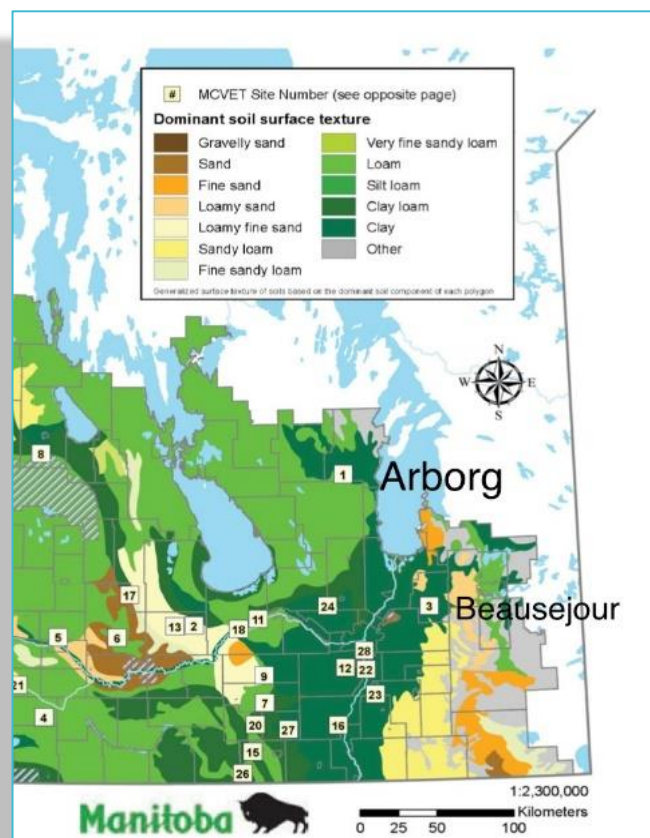 # MCVET Site Number (see opposite page)
Dominant soil surface texture
Gravelly sand
Sand
Fine sand
Loamy sand
Loamy fine sand
Sandy loam
Fine sandy loam
Very fine sandy loam
Loam
Silt loam
Clay loam
Clay
Other
Generalized surface texture of soils based on the dominant soil component of each polygon
N
W E
S
8
1
Arborg
17
24
3
Beausejour
13 2
11
18
5
6
28
12 22
21
9
23
4
7
20
27
16
15
26
1:2,300,000
Manitoba
Kilometers
0 25 50 100